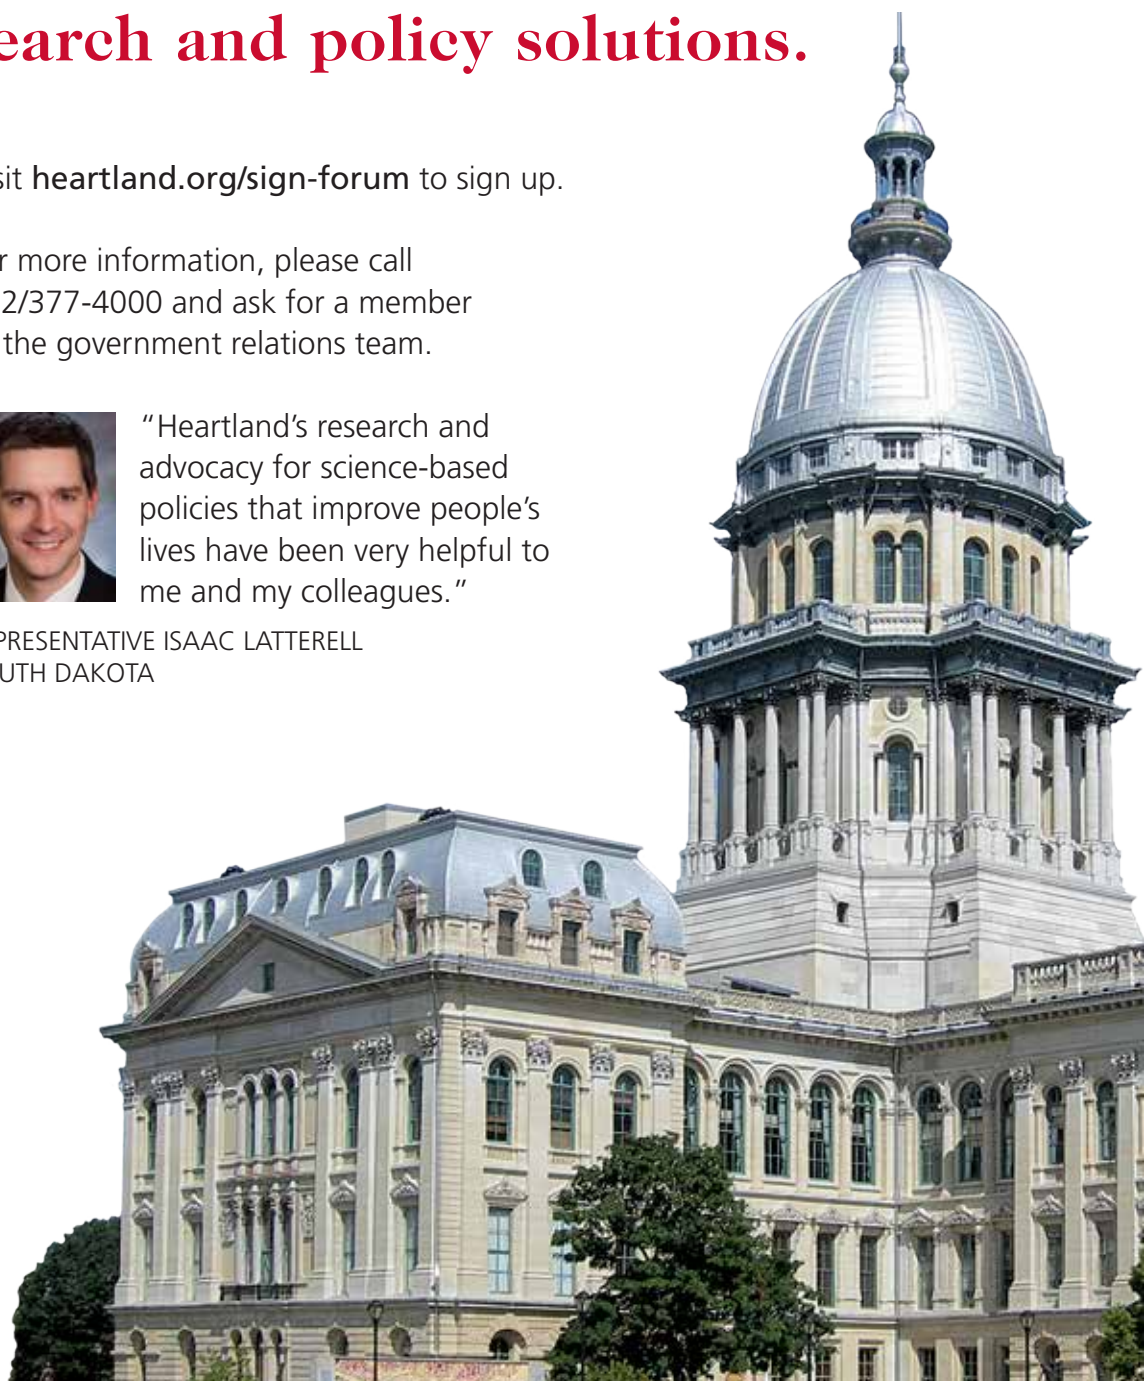 earch and policy solutions.
sit heartland.org/sign-forum to sign up.
r more information, please call
2/377-4000 and ask for a member
the government relations team.
“Heartland’s research and
advocacy for science-based
policies that improve people’s
lives have been very helpful to
me and my colleagues.”
PRESENTATIVE ISAAC LATTERELL
UTH DAKOTA